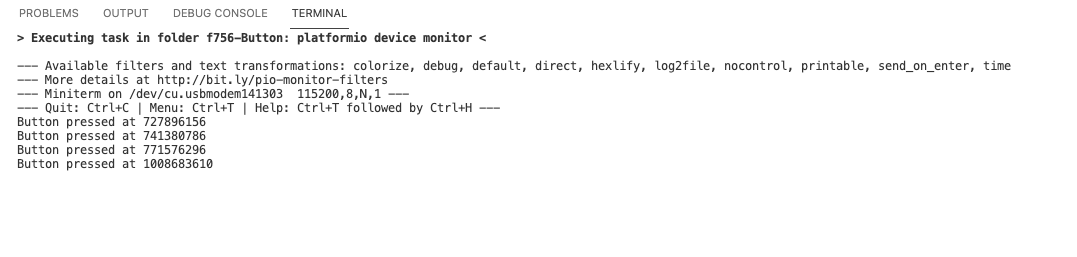 PROBLEMS OUTPUT DEBUG CONSOLE TERMINAL
> Executing task in folder f756-Button: platformio device monitor <
--- Available filters and text transformations: colorize, debug, default, direct, hexlify, log2file, nocontrol, printable, send_on_enter, time
--- More details at http://bit.ly/pio-monitor-filters
--- Miniterm on /dev/cu.usbmodem141303  115200,8,N,1 ---
--- Quit: Ctrl+C | Menu: Ctrl+T | Help: Ctrl+T followed by Ctrl+H ---
Button pressed at 727896156
Button pressed at 741380786
Button pressed at 771576296
Button pressed at 1008683610